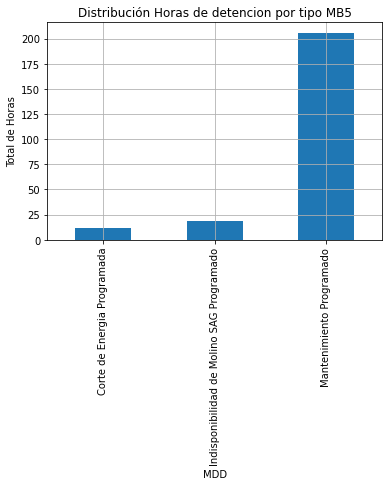 Distribución Horas de detencion por tipo MB5
Total de Horas
200
175
150
125
100
75
50
25
0
Corte de Energia Programada
Indisponibilidad de Molino SAG Programado
Mantenimiento Programado
MDD